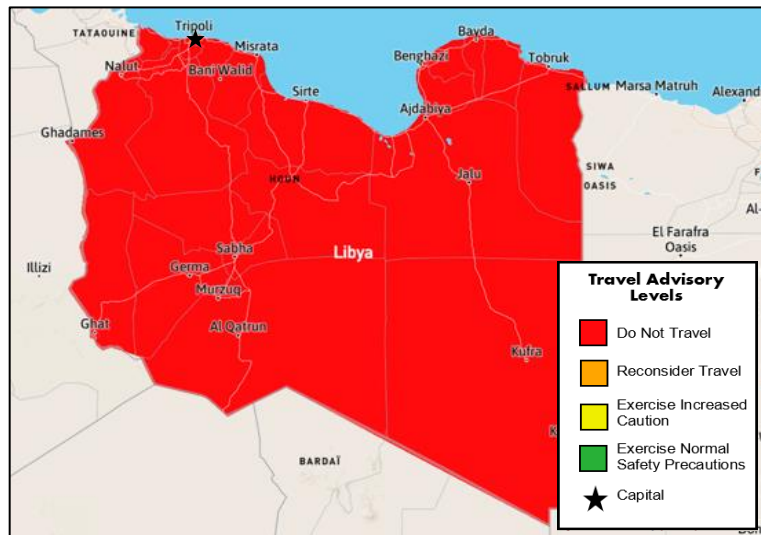 Tripoli
TATAOUINE
Misrata
Bayda
Nalut
Bani Walid
Benghazi
Tobruk
Sirte
SALLUM
Marsa Matruh
Ajdabiya
Ghadames
SIWA
OASIS
HOUN
Jalu
El Farafra
Oasis
Sabha
Libya
Illizi
Germa
Murzuq
Ghat
Al Qatrun
Kufra
BARDAÏ
Travel Advisory
Levels
Do Not Travel
Reconsider Travel
Exercise Increased
Caution
Exercise Normal
Safety Precautions
Capital